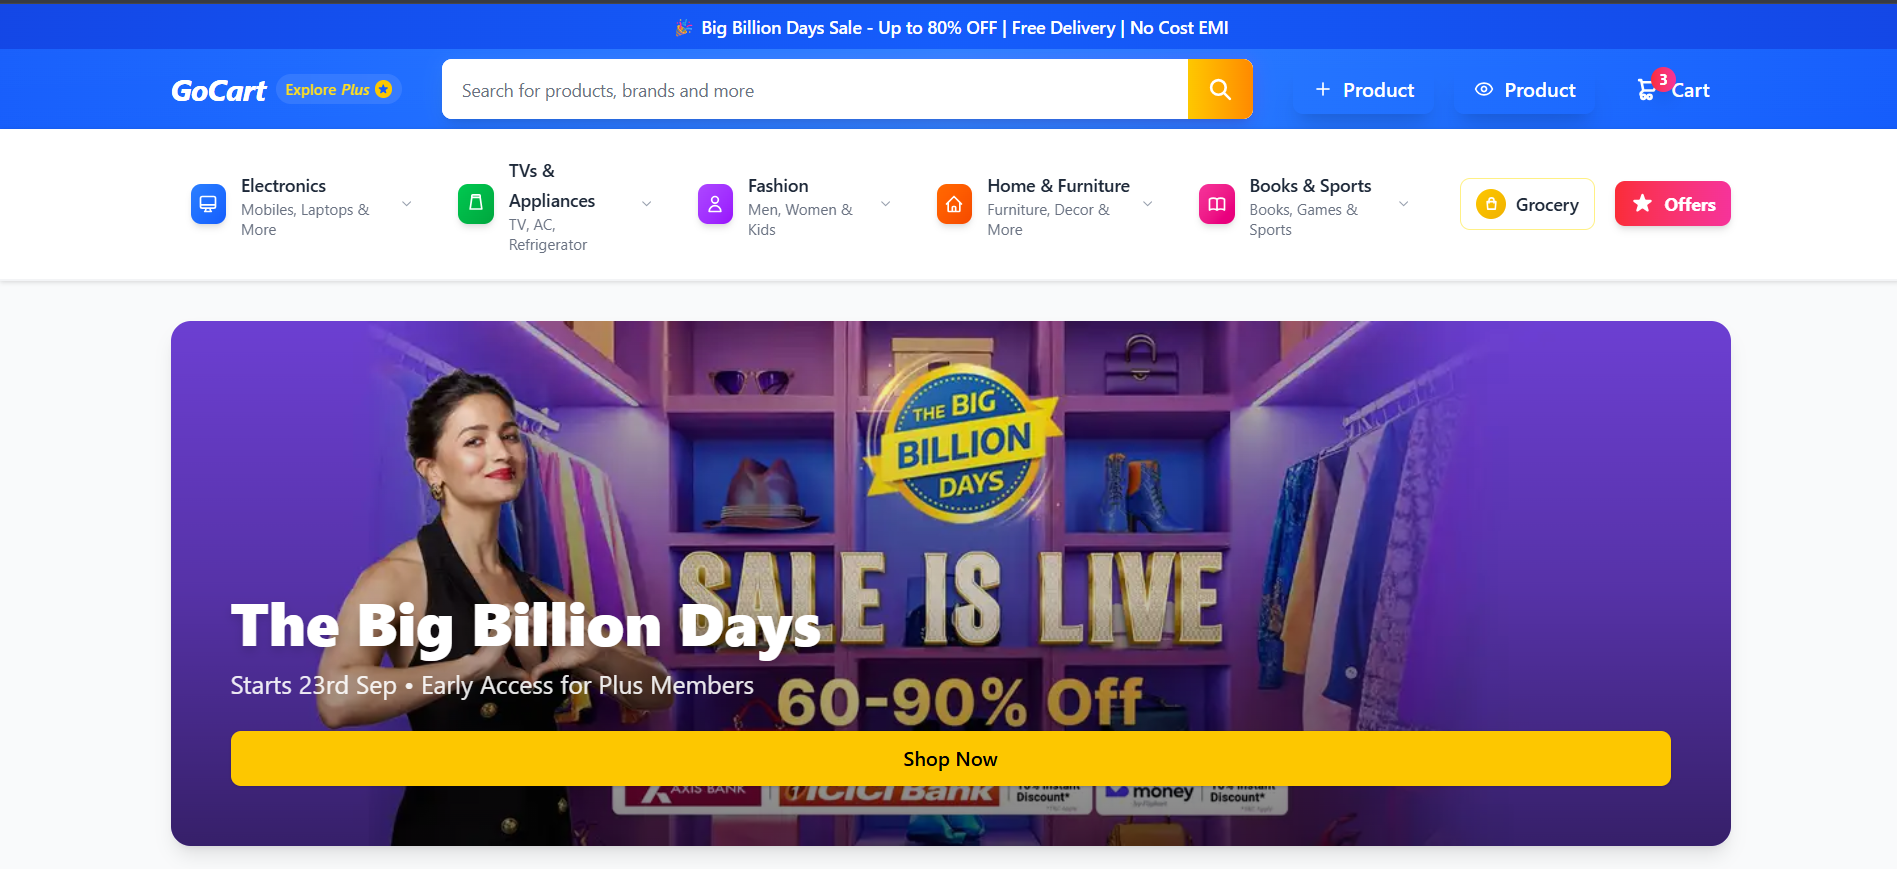 🎉 Big Billion Days Sale - Up to 80% OFF | Free Delivery | No Cost EMI
GoCart
Explore Plus
Search for products, brands and more
Product
Product
3
Cart
Electronics
Mobiles, Laptops &
More
TVs &
Appliances
TV, AC,
Refrigerator
Fashion
Men, Women &
Kids
Home & Furniture
Furniture, Decor &
More
Books & Sports
Books, Games &
Sports
Grocery
Offers
THE BIG
BILLION
DAYS
SALE IS LIVE
The Big Billion Days
Starts 23rd Sep • Early Access for Plus Members
60-90% Off
Shop Now
AXIS BANK
ICICI Bank
10% Instant
Discount*
money
10% Instant
Discount*